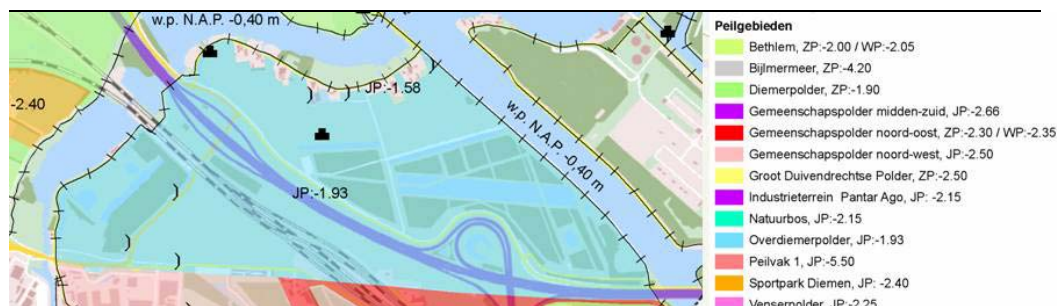 w.p. N.A.P. -0,40 m
-2.40
JP:-1.58
w.p. N.A.P. -0,40 m
JP:-1.93
Peilgebieden
Bethlem, ZP:-2.00 / WP:-2.05
Bijlmermeer, ZP:-4.20
Diemerpolder, ZP:-1.90
Gemeenschapspolder midden-zuid, JP:-2.66
Gemeenschapspolder noord-oost, ZP:-2.30 / WP:-2.35
Gemeenschapspolder noord-west, JP:-2.50
Groot Duivendrechtse Polder, ZP:-2.50
Industrieterrein Pantar Ago, JP: -2.15
Natuurbos, JP:-2.15
Overdiemerpolder, JP:-1.93
Peilvak 1, JP:-5.50
Sportpark Diemen, JP: -2.40
Venserpolder, JP:-2.25